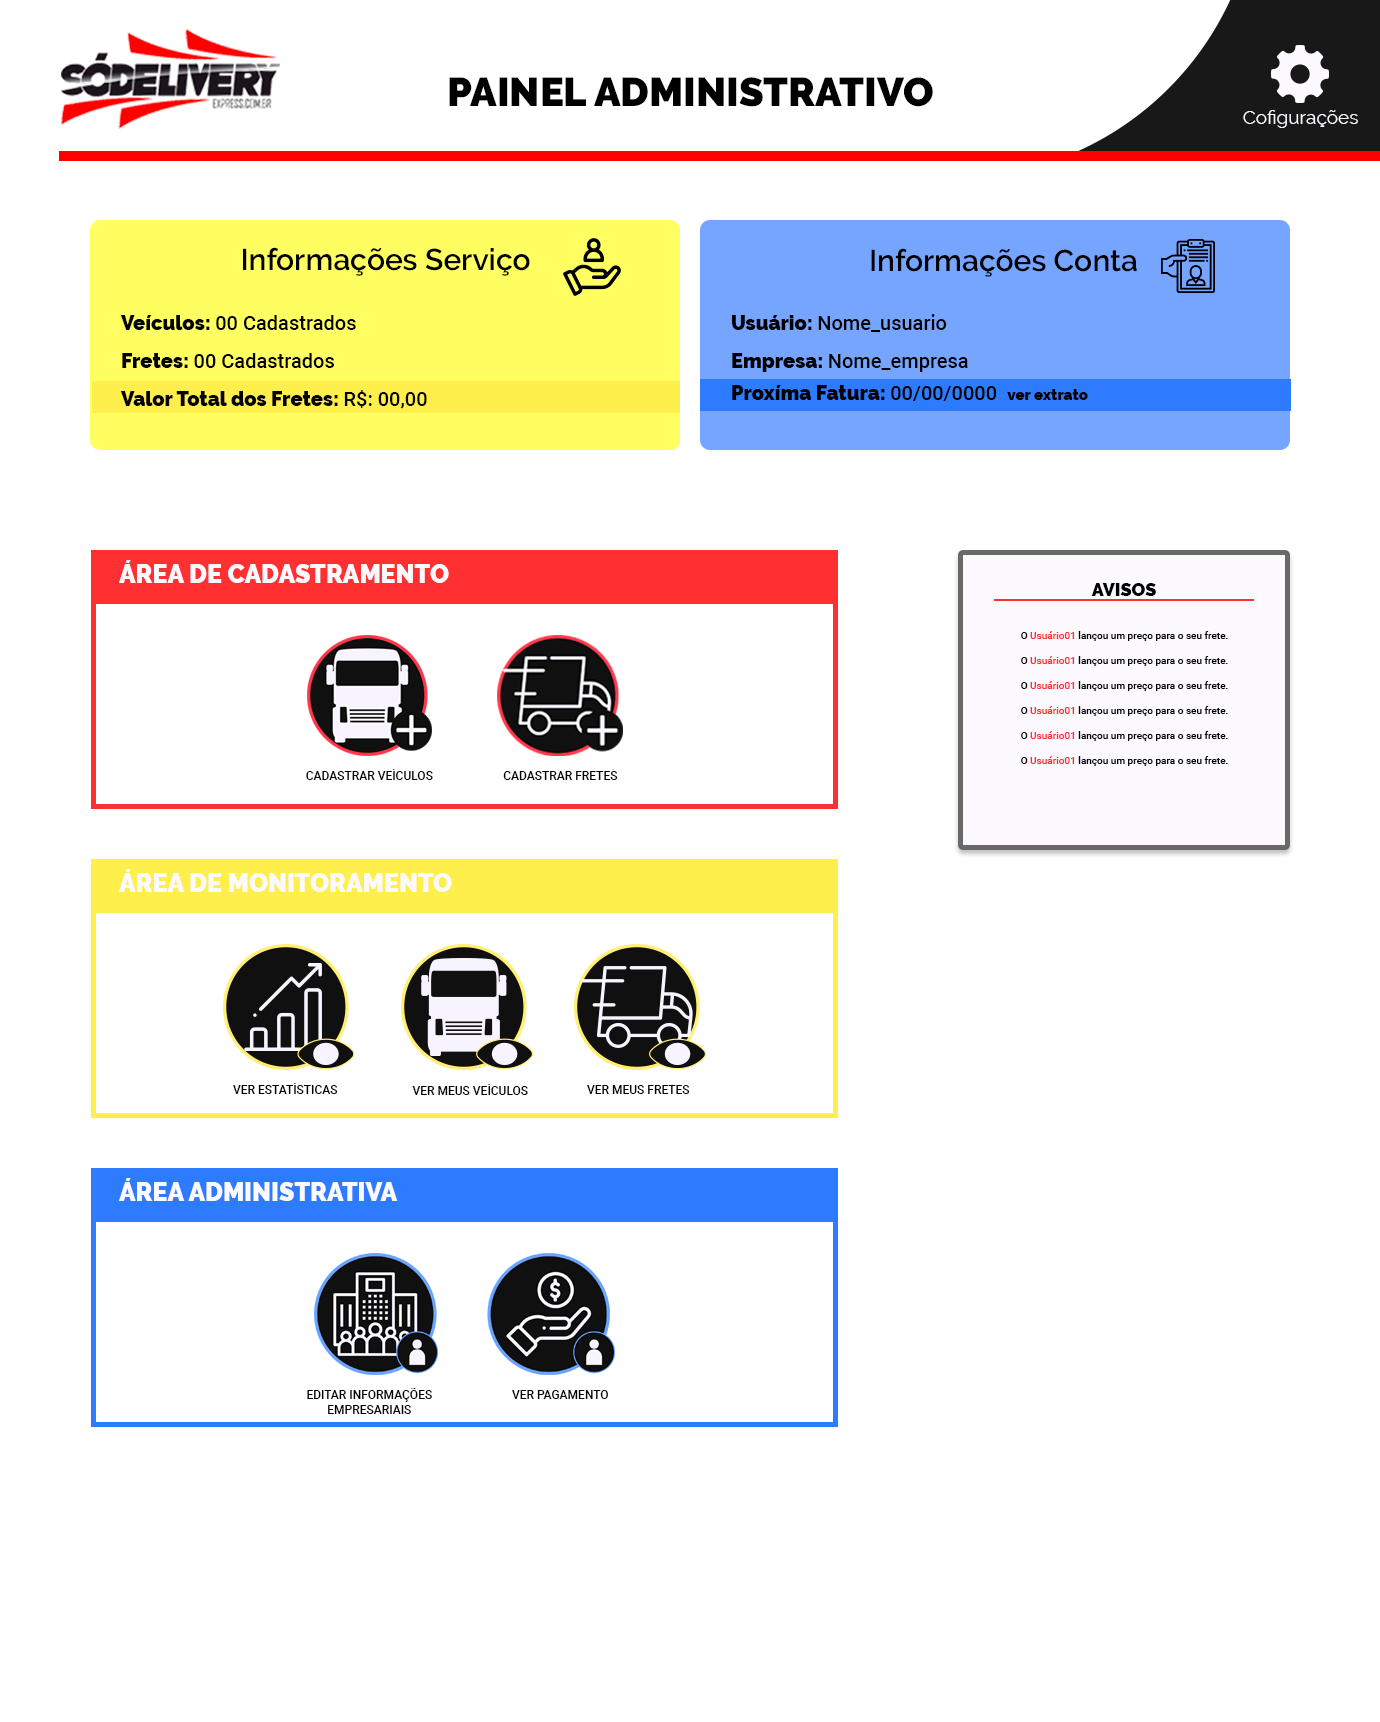 SÓDELIVERY
EXPRESS.COM.BR
PAINEL ADMINISTRATIVO
Cofigurações
Informações Serviço
Veículos: 00 Cadastrados
Fretes: 00 Cadastrados
Valor Total dos Fretes: R$: 00,00
Informações Conta
Usuário: Nome_usuario
Empresa: Nome_empresa
Proxíma Fatura: 00/00/0000 ver extrato
ÁREA DE CADASTRAMENTO
CADASTRAR VEÍCULOS
CADASTRAR FRETES
AVISOS
O Usuário01 lançou um preço para o seu frete.
O Usuário01 lançou um preço para o seu frete.
O Usuário01 lançou um preço para o seu frete.
O Usuário01 lançou um preço para o seu frete.
O Usuário01 lançou um preço para o seu frete.
O Usuário01 lançou um preço para o seu frete.
ÁREA DE MONITORAMENTO
VER ESTATÍSTICAS
VER MEUS VEÍCULOS
VER MEUS FRETES
ÁREA ADMINISTRATIVA
EDITAR INFORMAÇÕES
EMPRESARIAIS
VER PAGAMENTO